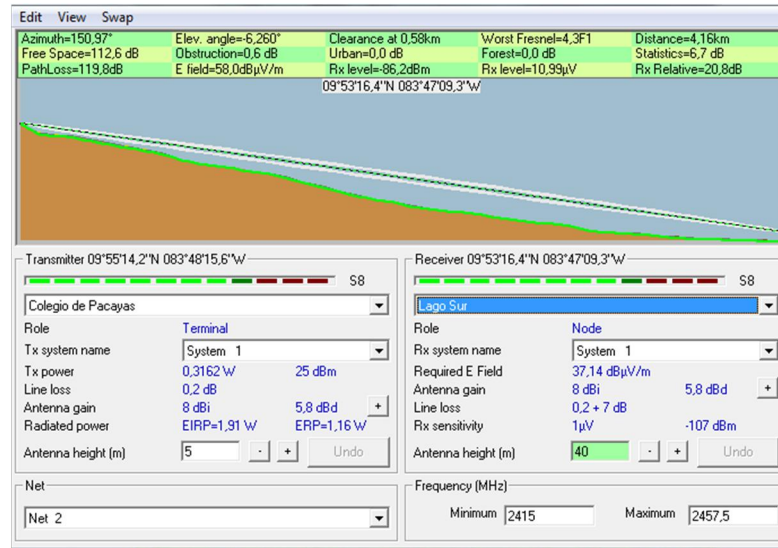 Edit View Swap
Azimuth=150,97° Elev. angle=-6,260° Clearance at 0,58km Worst Fresnel=4,3F1 Distance=4,16km
Free Space=112,6 dB Obstruction=0,6 dB Urban=0,0 dB Forest=0,0 dB Statistics=6,7 dB
PathLoss=119,8dB E field=58,0dBµV/m Rx level=-86,2dBm Rx level=10,99µV Rx Relative=20,8dB
09°53'16,4"N 083°47'09,3"W
Transmitter 09°55'14,2"N 083°48'15,6"W
S8
Colegio de Pacayas
Role Terminal
Tx system name System 1
Tx power 0,3162 W 25 dBm
Line loss 0,2 dB
Antenna gain 8 dBi 5,8 dBd +
Radiated power EIRP=1,91 W ERP=1,16 W
Antenna height (m) 5 - + Undo
Net
Net 2
Receiver 09°53'16,4"N 083°47'09,3"W
S8
Lago Sur
Role Node
Rx system name System 1
Required E Field 37,14 dBµV/m
Antenna gain 8 dBi 5,8 dBd +
Line loss 0,2 + 7 dB
Rx sensitivity 1µV -107 dBm
Antenna height (m) 40 - + Undo
Frequency (MHz)
Minimum 2415 Maximum 2457,5